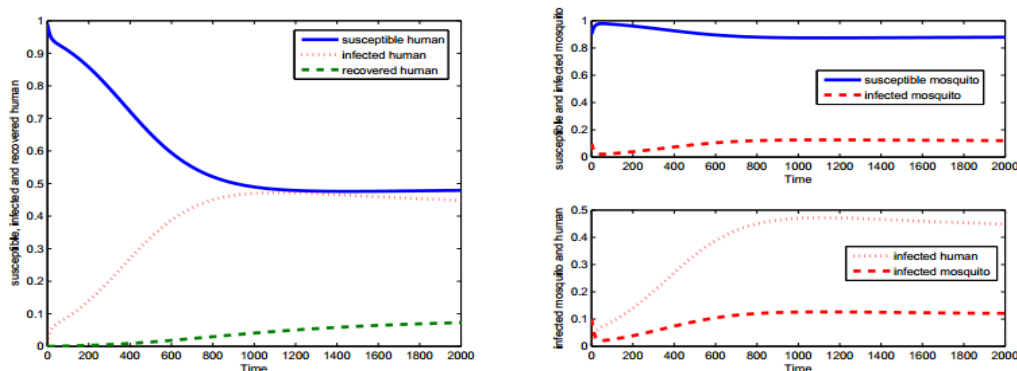 susceptible, infected and recovered human
1
0.9
0.8
0.7
0.6
0.5
0.4
0.3
0.2
0.1
0
0 200 400 600 800 1000 1200 1400 1600 1800 2000
Time
susceptible human
infected human
recovered human
susceptible and infected mosquito
1
0.8
0.6
0.4
0.2
0
0 200 400 600 800 1000 1200 1400 1600 1800 2000
Time
susceptible mosquito
infected mosquito
infected mosquito and human
0.5
0.4
0.3
0.2
0.1
0
0 200 400 600 800 1000 1200 1400 1600 1800 2000
Time
infected human
infected mosquito